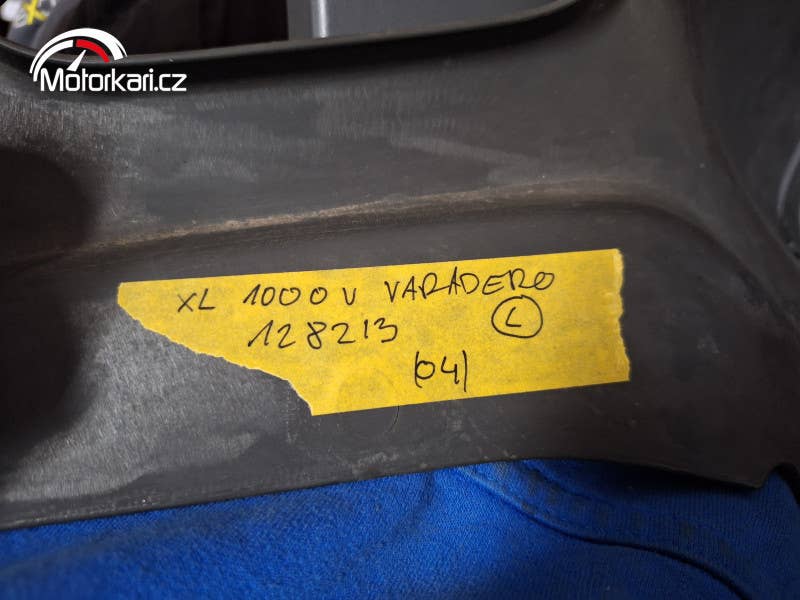 Motorkari.cz
XL 1000 V VARADERO
128213 L
(04)